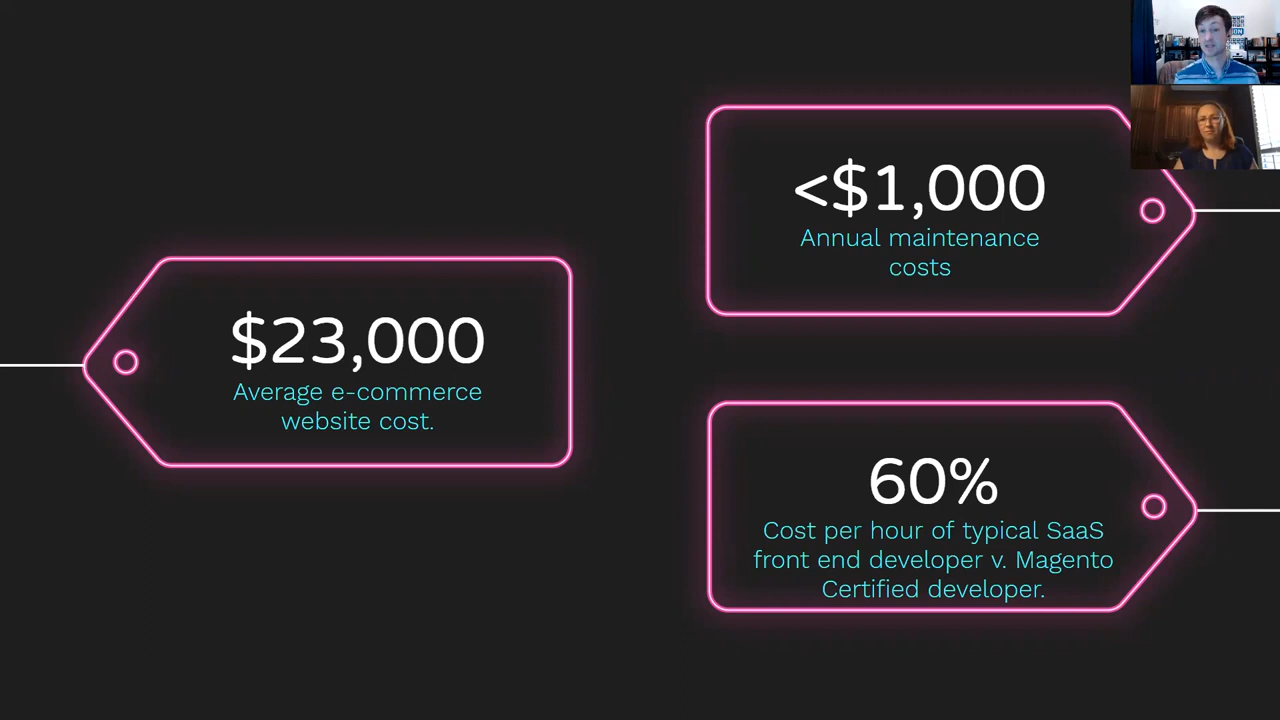 $23,000
Average e-commerce
website cost.
<$1,000
Annual maintenance
costs
60%
Cost per hour of typical SaaS
front end developer v. Magento
Certified developer.